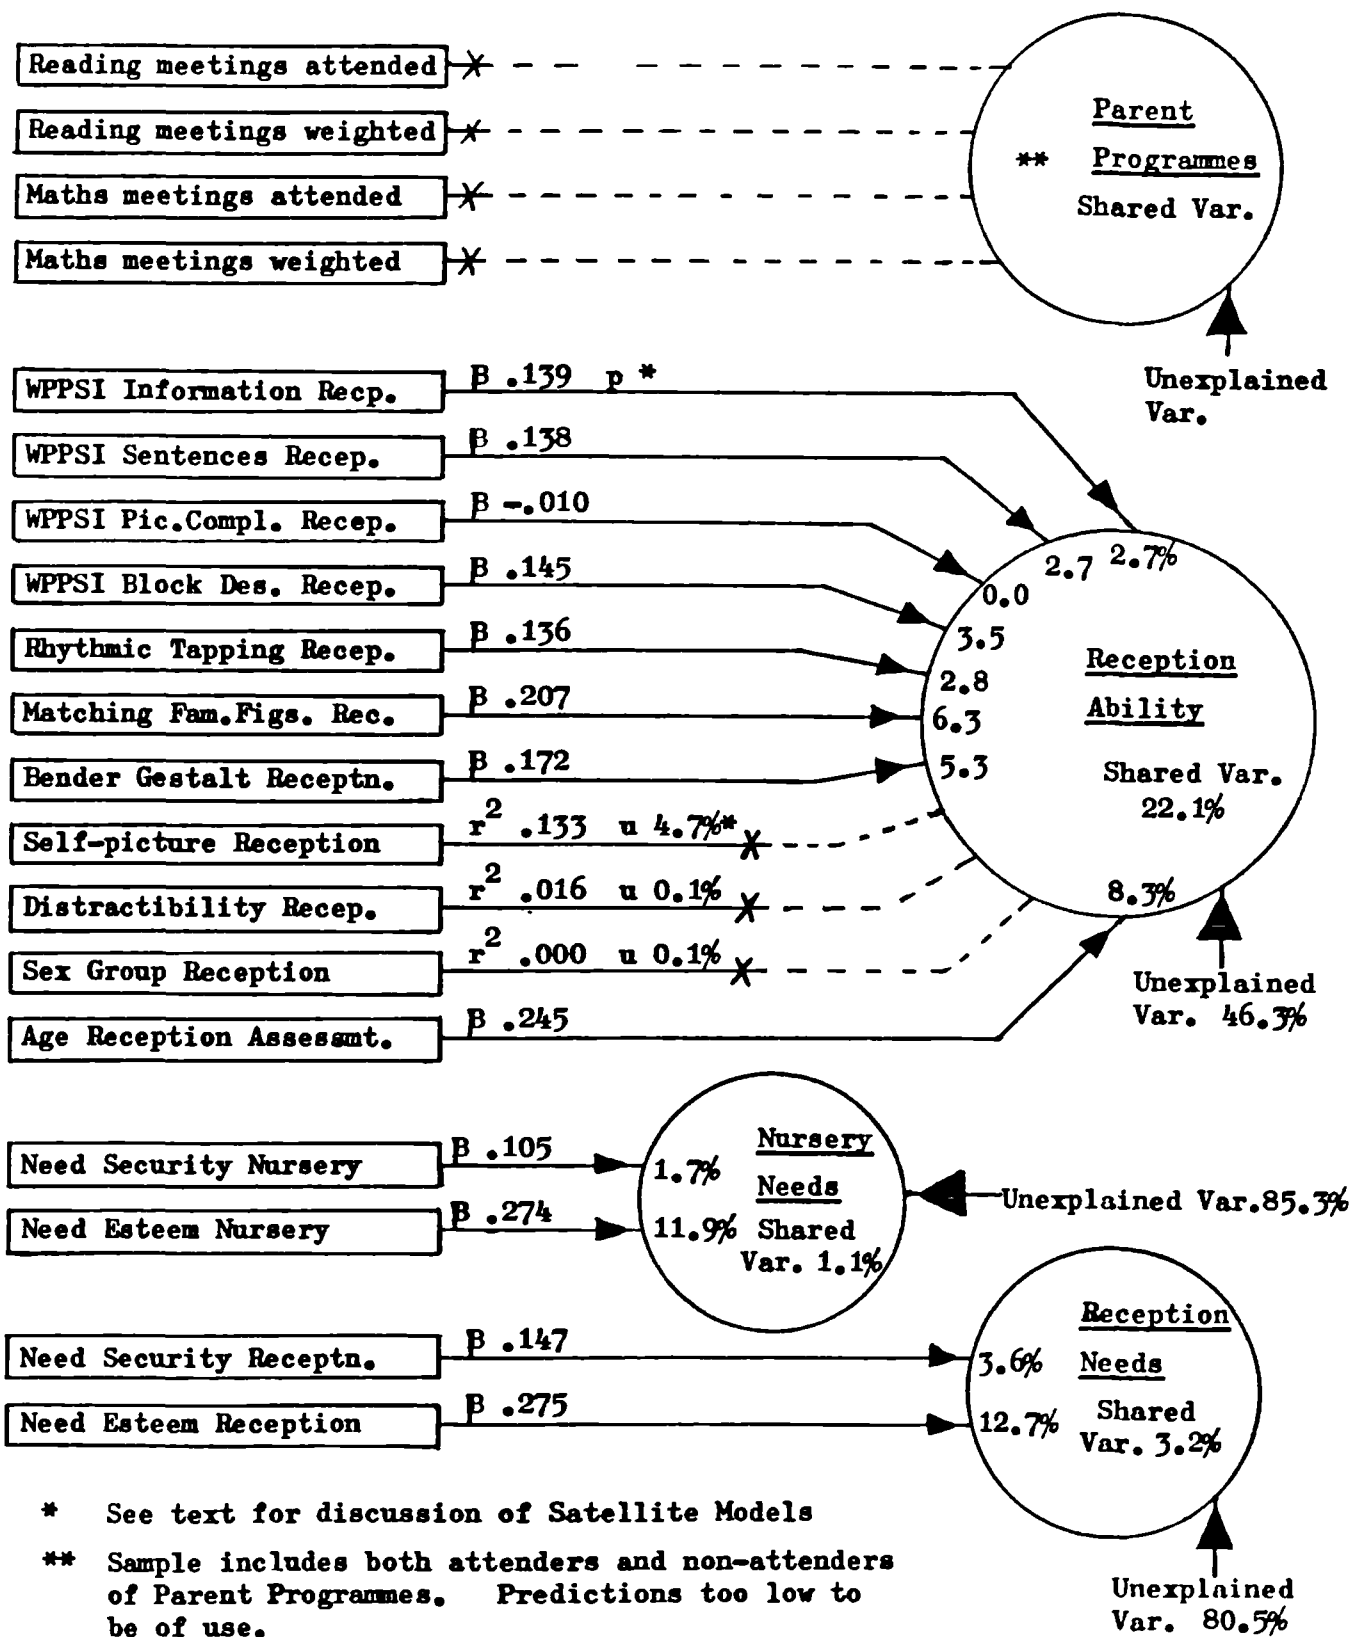 Reading meetings attended
Reading meetings weighted
Maths meetings attended
Maths meetings weighted
Parent
** Programmes
Shared Var.
Unexplained
Var.
WPPSI Information Recp. β .139 p *
WPPSI Sentences Recep. β .138
WPPSI Pic.Compl. Recep. β -.010
WPPSI Block Des. Recep. β .145
Rhythmic Tapping Recep. β .136
Matching Fam.Figs. Rec. β .207
Bender Gestalt Receptn. β .172
Self-picture Reception r² .133 u 4.7%*
Distractibility Recep. r² .016 u 0.1%
Sex Group Reception r² .000 u 0.1%
Age Reception Assessmt. β .245
2.7%
2.7
0.0
3.5
2.8
6.3
5.3
8.3%
Reception
Ability
Shared Var.
22.1%
Unexplained
Var. 46.3%
Need Security Nursery β .105
Need Esteem Nursery β .274
1.7%
11.9%
Nursery
Needs
Shared
Var. 1.1%
Unexplained Var.85.3%
Need Security Receptn. β .147
Need Esteem Reception β .275
3.6%
12.7%
Reception
Needs
Shared
Var. 3.2%
Unexplained
Var. 80.5%
* See text for discussion of Satellite Models
** Sample includes both attenders and non-attenders
of Parent Programmes. Predictions too low to
be of use.